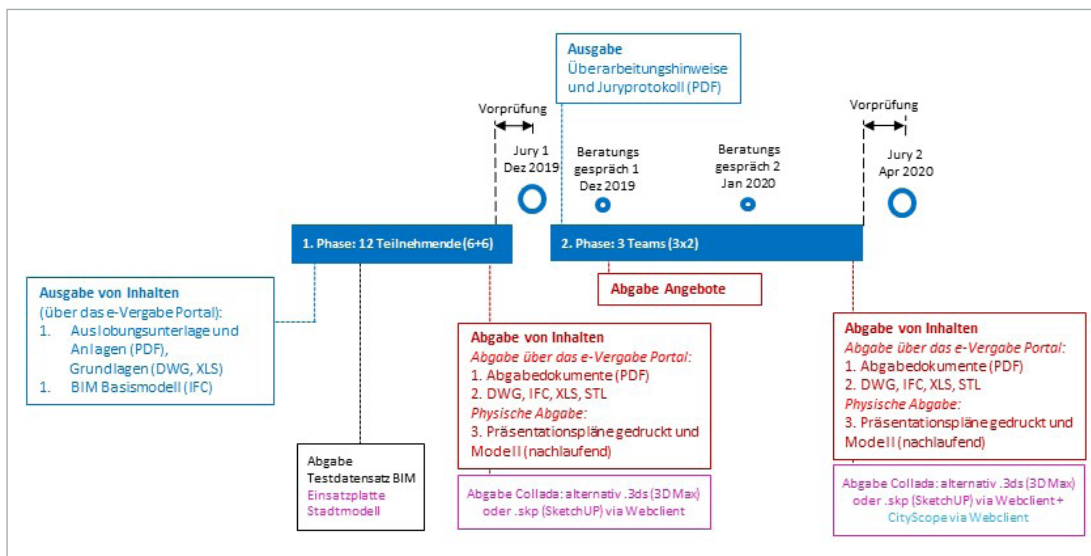 Ausgabe
Überarbeitungshinweise
und Juryprotokoll (PDF)
Vorprüfung
Jury 1
Dez 2019
Beratungs
gespräch 1
Dez 2019
Beratungs
gespräch 2
Jan 2020
Vorprüfung
Jury 2
Apr 2020
1. Phase: 12 Teilnehmende (6+6)
2. Phase: 3 Teams (3x2)
Ausgabe von Inhalten
(über das e-Vergabe Portal):
1. Auslobungsunterlage und
Anlagen (PDF),
Grundlagen (DWG, XLS)
1. BIM Basismodell (IFC)
Abgabe
Testdatensatz BIM
Einsatzplatte
Stadtmodell
Abgabe Angebote
Abgabe von Inhalten
Abgabe über das e-Vergabe Portal:
1. Abgabedokumente (PDF)
2. DWG, IFC, XLS, STL
Physische Abgabe:
3. Präsentationspläne gedruckt und
Modell (nachlaufend)
Abgabe Collada: alternativ .3ds (3D Max)
oder .skp (SketchUP) via Webclient
Abgabe von Inhalten
Abgabe über das e-Vergabe Portal:
1. Abgabedokumente (PDF)
2. DWG, IFC, XLS, STL
Physische Abgabe:
3. Präsentationspläne gedruckt und
Modell (nachlaufend)
Abgabe Collada: alternativ .3ds (3D Max)
oder .skp (SketchUP) via Webclient +
CityScope via Webclient